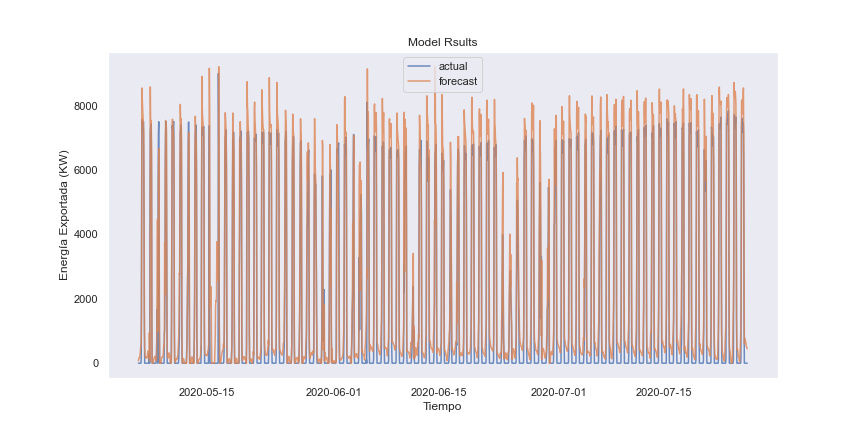 Model Rsults
actual
forecast
Energía Exportada (KW)
8000
6000
4000
2000
0
2020-05-15 2020-06-01 2020-06-15 2020-07-01 2020-07-15
Tiempo